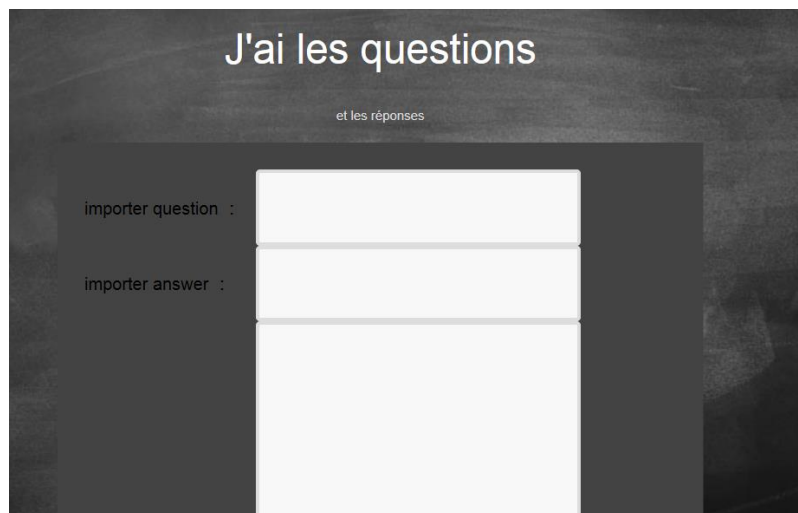 J'ai les questions
et les réponses
importer question :
importer answer :